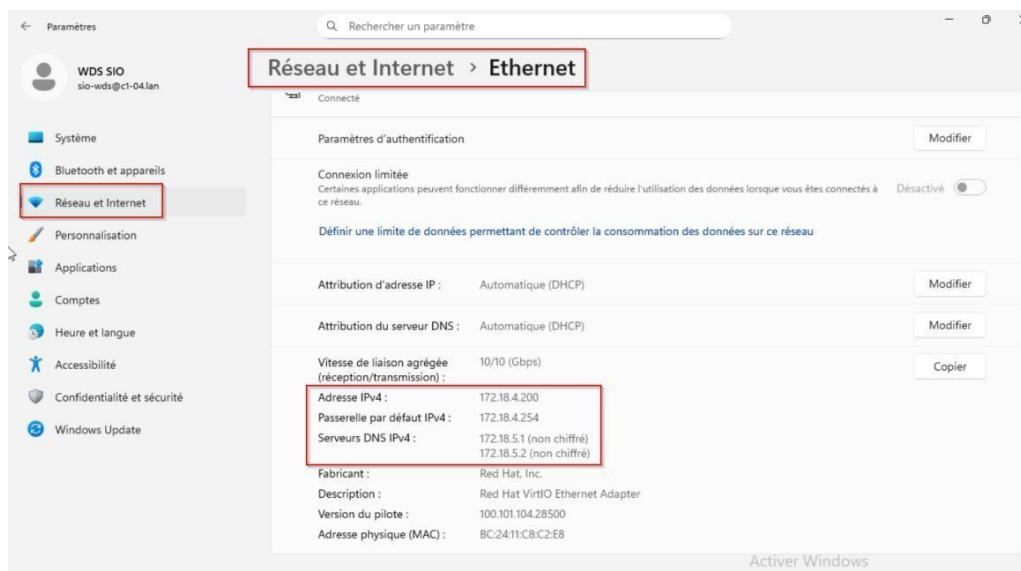 Paramètres
Rechercher un paramètre
WDS SIO
sio-wds@c1-04.lan
Réseau et Internet > Ethernet
Connecté
Système
Bluetooth et appareils
Réseau et Internet
Personnalisation
Applications
Comptes
Heure et langue
Accessibilité
Confidentialité et sécurité
Windows Update
Paramètres d'authentification
Modifier
Connexion limitée
Certaines applications peuvent fonctionner différemment afin de réduire l'utilisation des données lorsque vous êtes connectés à
ce réseau.
Désactivé
Définir une limite de données permettant de contrôler la consommation des données sur ce réseau
Attribution d'adresse IP : Automatique (DHCP)
Modifier
Attribution du serveur DNS : Automatique (DHCP)
Modifier
Vitesse de liaison agrégée 10/10 (Gbps)
(réception/transmission) :
Copier
Adresse IPv4 : 172.18.4.200
Passerelle par défaut IPv4 : 172.18.4.254
Serveurs DNS IPv4 : 172.18.5.1 (non chiffré)
172.18.5.2 (non chiffré)
Fabricant : Red Hat, Inc.
Description : Red Hat VirtIO Ethernet Adapter
Version du pilote : 100.101.104.28500
Adresse physique (MAC) : BC:24:11:C8:C2:E8
Activer Windows